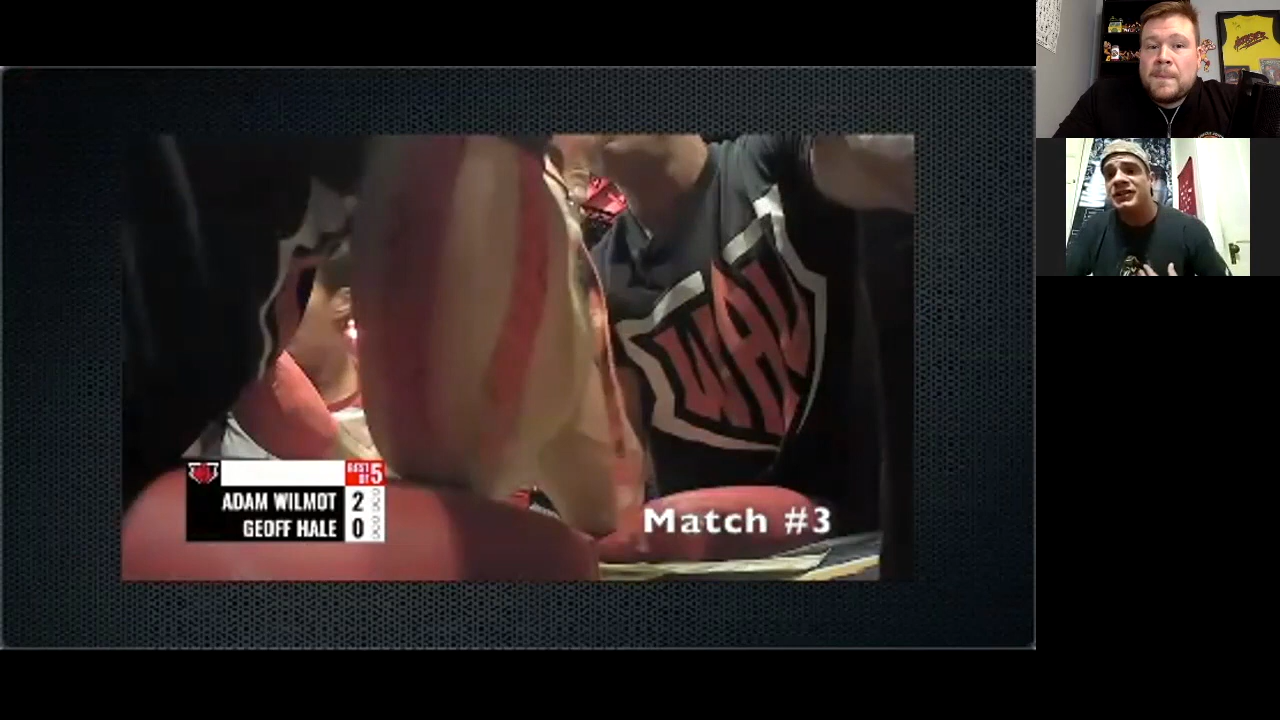 WAL
BEST OF 5
ADAM WILMOT 2
GEOFF HALE 0
Match #3